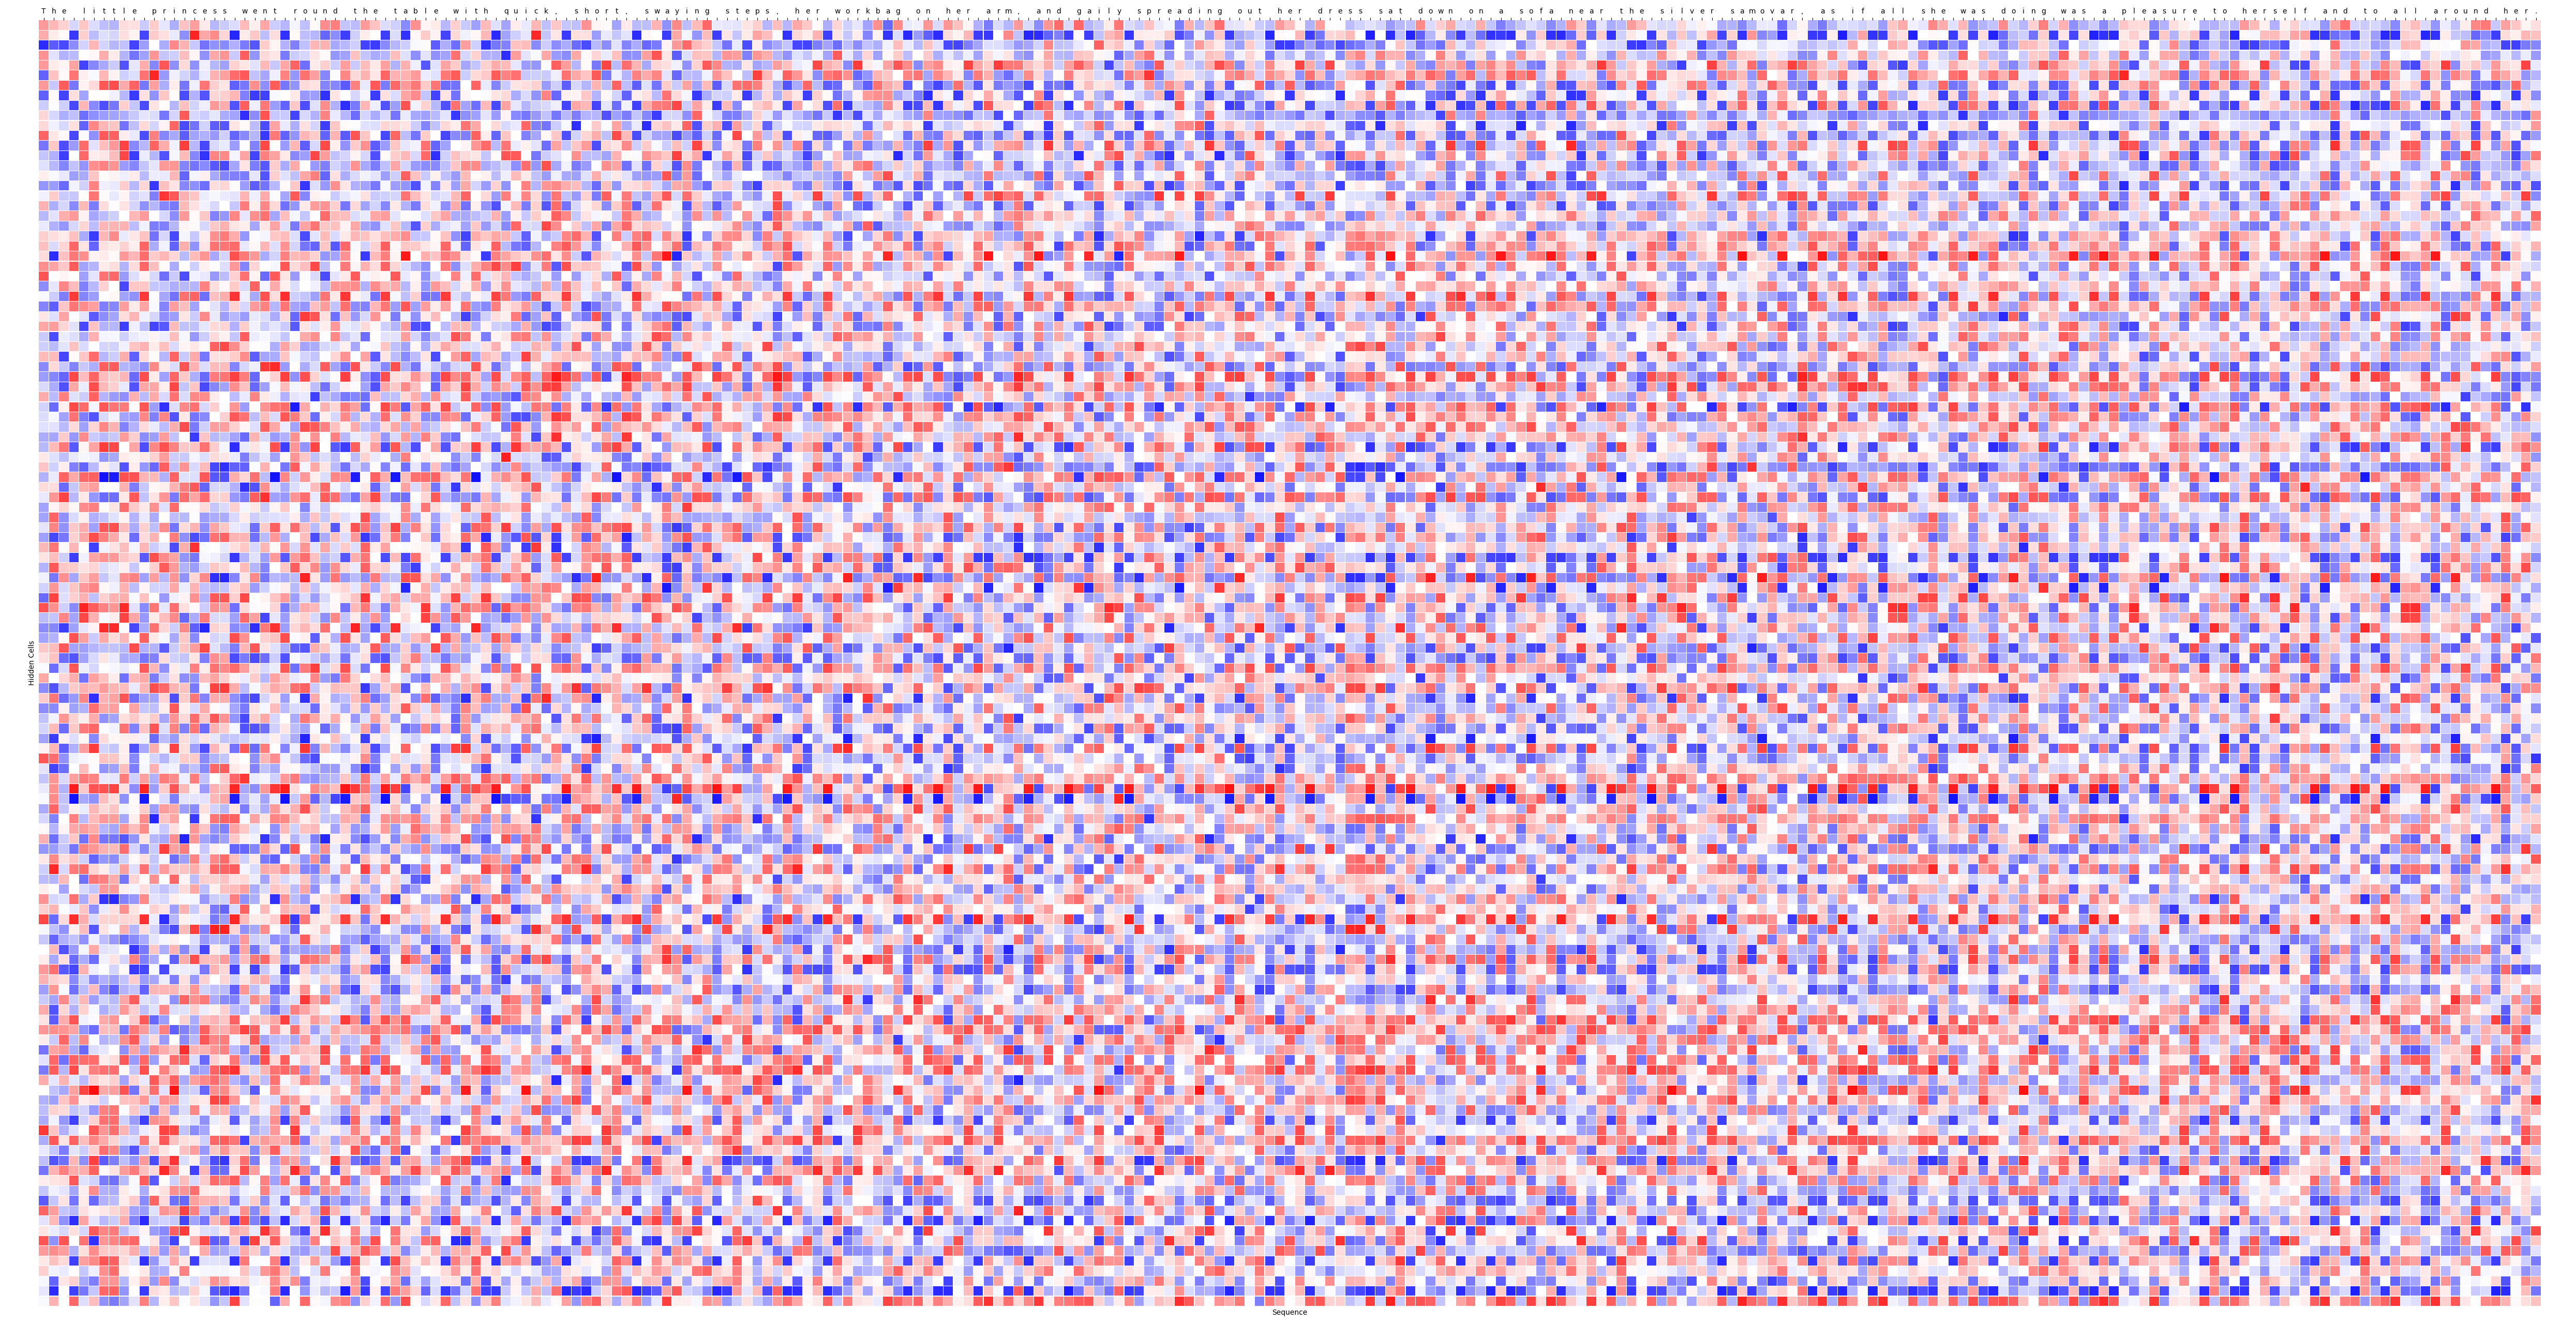 The little princess went round the table with quick, short, swaying steps, her workbag on her arm, and gaily spreading out her dress sat down on a sofa near the silver samovar, as if all she was doing was a pleasure to herself and to all around her.
Hidden Cells
Sequence